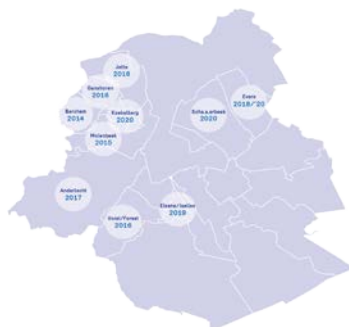 Jette
2018
Ganshoren
2016
Berchem
2014
Koekelberg
2020
Molenbeek
2015
Schaarbeek
2020
Evere
2018/'20
Anderlecht
2017
Vorst/Forest
2016
Elsene/Ixelles
2019